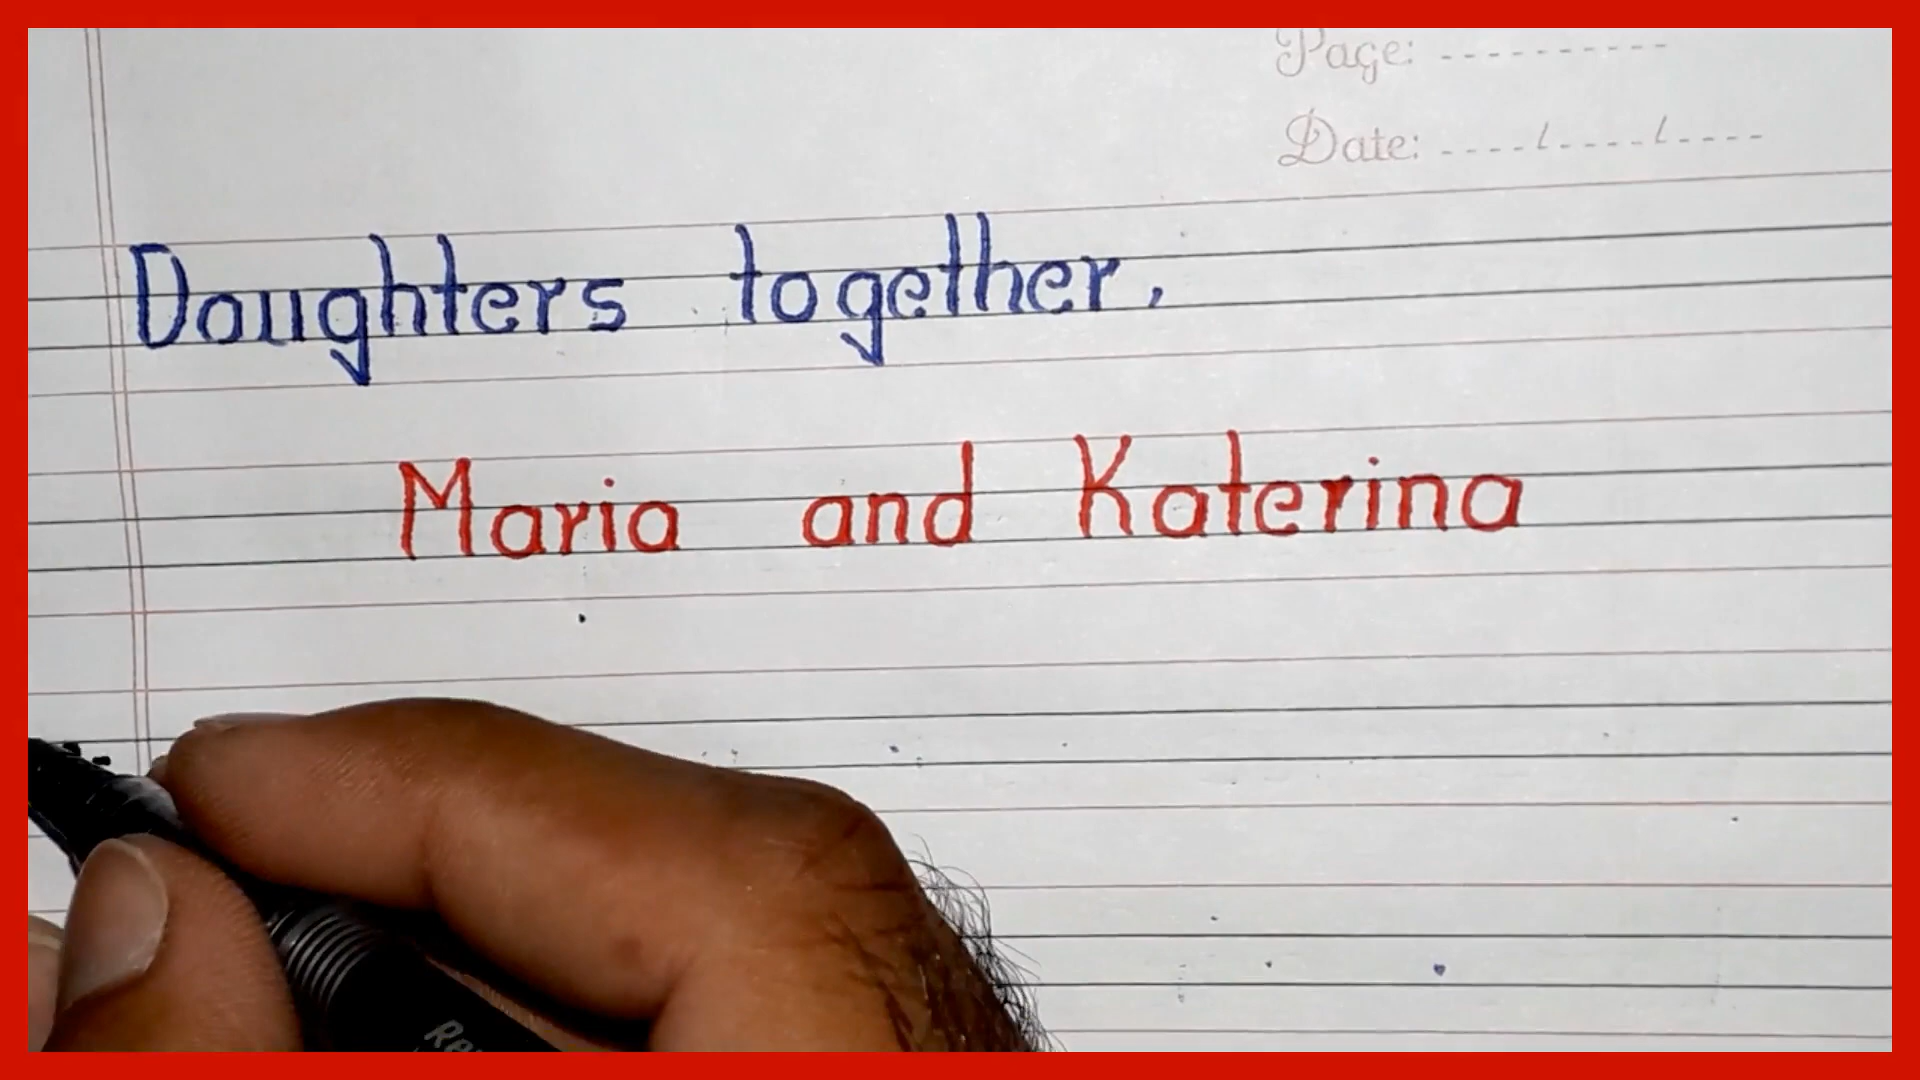 Page: ----------
Date: ----/----/----
Daughters together,
Maria and Katerina